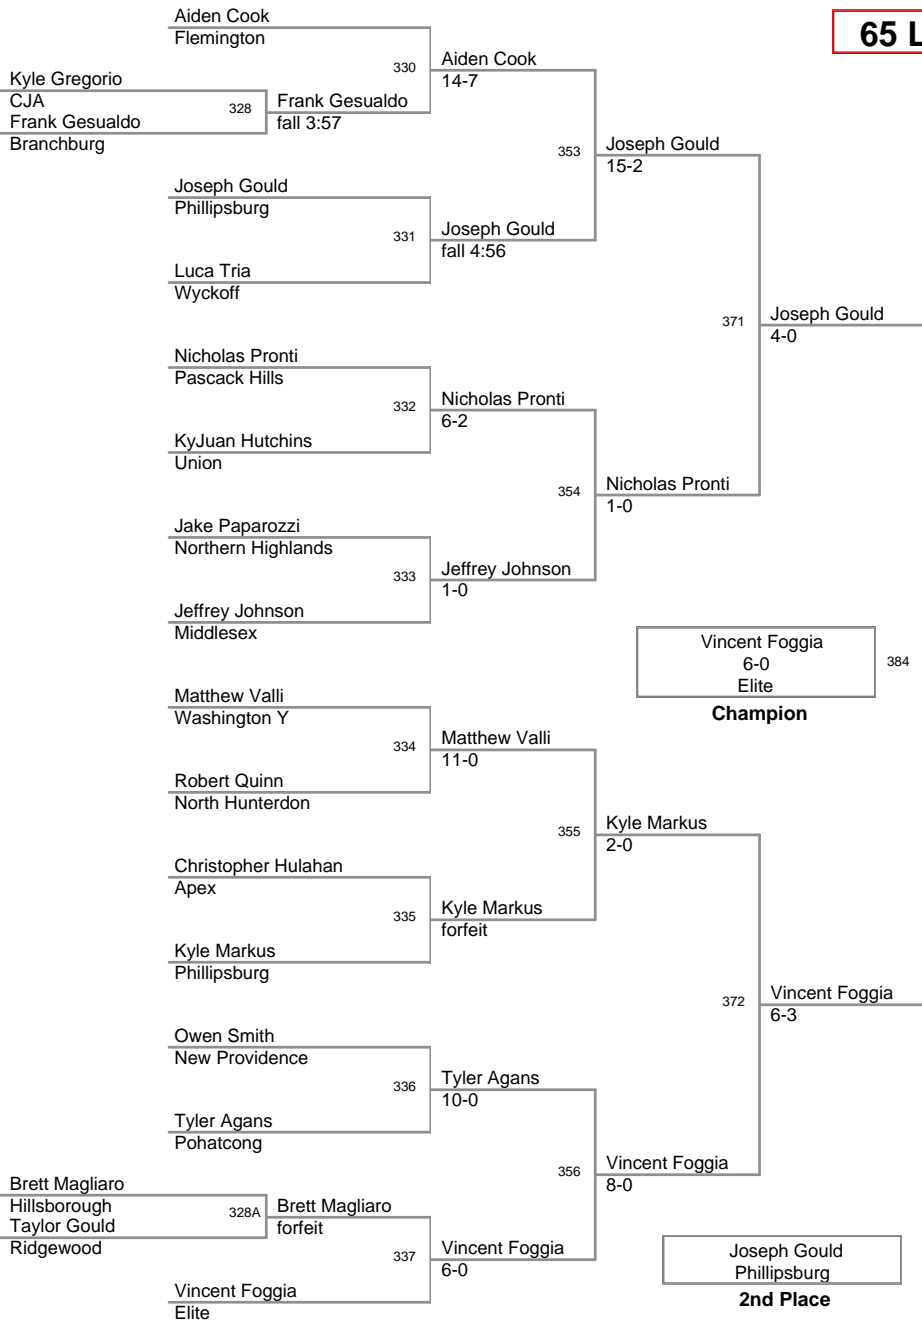 Aiden Cook
Flemington
65 L
330
Aiden Cook
14-7
Kyle Gregorio
CJA
328
Frank Gesualdo
fall 3:57
Frank Gesualdo
Branchburg
353
Joseph Gould
15-2
Joseph Gould
Phillipsburg
331
Joseph Gould
fall 4:56
Luca Tria
Wyckoff
371
Joseph Gould
4-0
Nicholas Pronti
Pascack Hills
332
Nicholas Pronti
6-2
KyJuan Hutchins
Union
354
Nicholas Pronti
1-0
Jake Paparozzi
Northern Highlands
333
Jeffrey Johnson
1-0
Jeffrey Johnson
Middlesex
Vincent Foggia
6-0
Elite
384
Champion
Matthew Valli
Washington Y
334
Matthew Valli
11-0
Robert Quinn
North Hunterdon
355
Kyle Markus
2-0
Christopher Hulahan
Apex
335
Kyle Markus
forfeit
Kyle Markus
Phillipsburg
372
Vincent Foggia
6-3
Owen Smith
New Providence
336
Tyler Agans
10-0
Tyler Agans
Pohatcong
356
Vincent Foggia
8-0
Brett Magliaro
Hillsborough
328A
Brett Magliaro
forfeit
Taylor Gould
Ridgewood
337
Vincent Foggia
6-0
Vincent Foggia
Elite
Joseph Gould
Phillipsburg
2nd Place